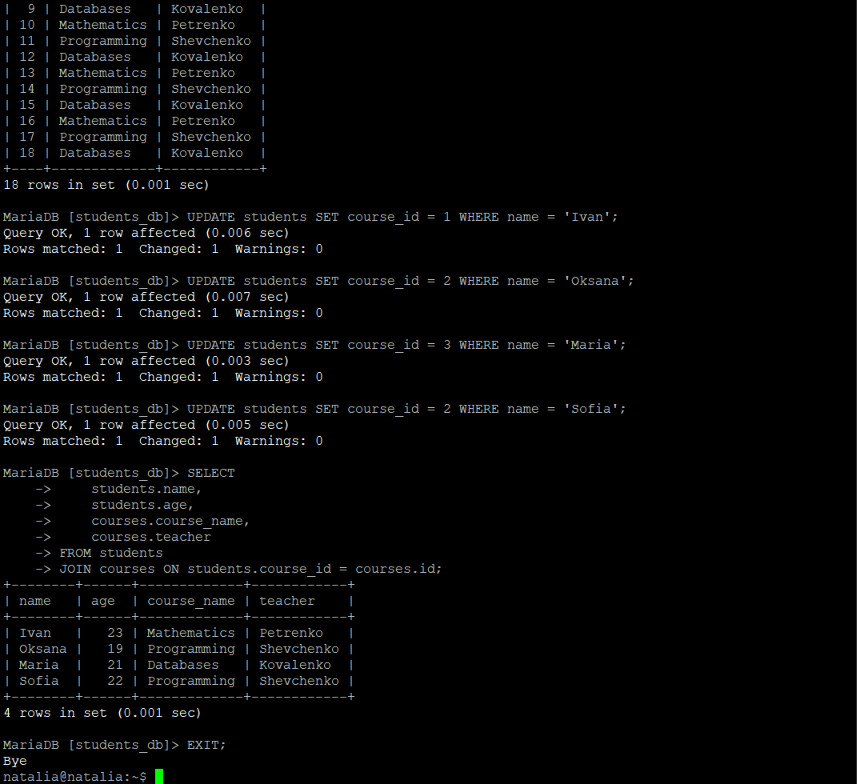 |  9 | Databases   | Kovalenko  |
| 10 | Mathematics | Petrenko   |
| 11 | Programming | Shevchenko |
| 12 | Databases   | Kovalenko  |
| 13 | Mathematics | Petrenko   |
| 14 | Programming | Shevchenko |
| 15 | Databases   | Kovalenko  |
| 16 | Mathematics | Petrenko   |
| 17 | Programming | Shevchenko |
| 18 | Databases   | Kovalenko  |
+----+-------------+------------+
18 rows in set (0.001 sec)

MariaDB [students_db]> UPDATE students SET course_id = 1 WHERE name = 'Ivan';
Query OK, 1 row affected (0.006 sec)
Rows matched: 1  Changed: 1  Warnings: 0

MariaDB [students_db]> UPDATE students SET course_id = 2 WHERE name = 'Oksana';
Query OK, 1 row affected (0.007 sec)
Rows matched: 1  Changed: 1  Warnings: 0

MariaDB [students_db]> UPDATE students SET course_id = 3 WHERE name = 'Maria';
Query OK, 1 row affected (0.003 sec)
Rows matched: 1  Changed: 1  Warnings: 0

MariaDB [students_db]> UPDATE students SET course_id = 2 WHERE name = 'Sofia';
Query OK, 1 row affected (0.005 sec)
Rows matched: 1  Changed: 1  Warnings: 0

MariaDB [students_db]> SELECT
    ->     students.name,
    ->     students.age,
    ->     courses.course_name,
    ->     courses.teacher
    -> FROM students
    -> JOIN courses ON students.course_id = courses.id;
+--------+------+-------------+------------+
| name   | age  | course_name | teacher    |
+--------+------+-------------+------------+
| Ivan   |   23 | Mathematics | Petrenko   |
| Oksana |   19 | Programming | Shevchenko |
| Maria  |   21 | Databases   | Kovalenko  |
| Sofia  |   22 | Programming | Shevchenko |
+--------+------+-------------+------------+
4 rows in set (0.001 sec)

MariaDB [students_db]> EXIT;
Bye
natalia@natalia:~$